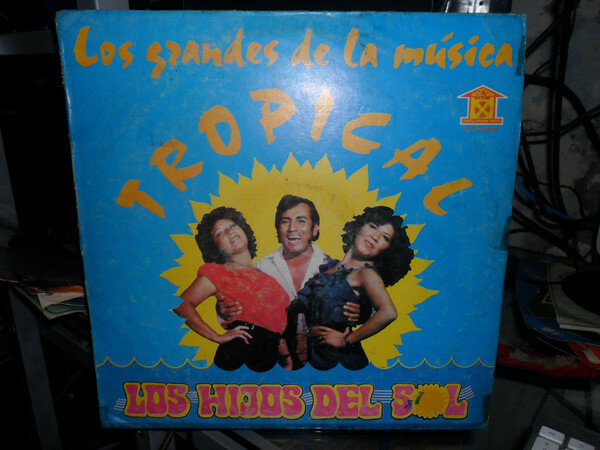 Los grandes de la música
TROPICAL
LOS HIJOS DEL SOL